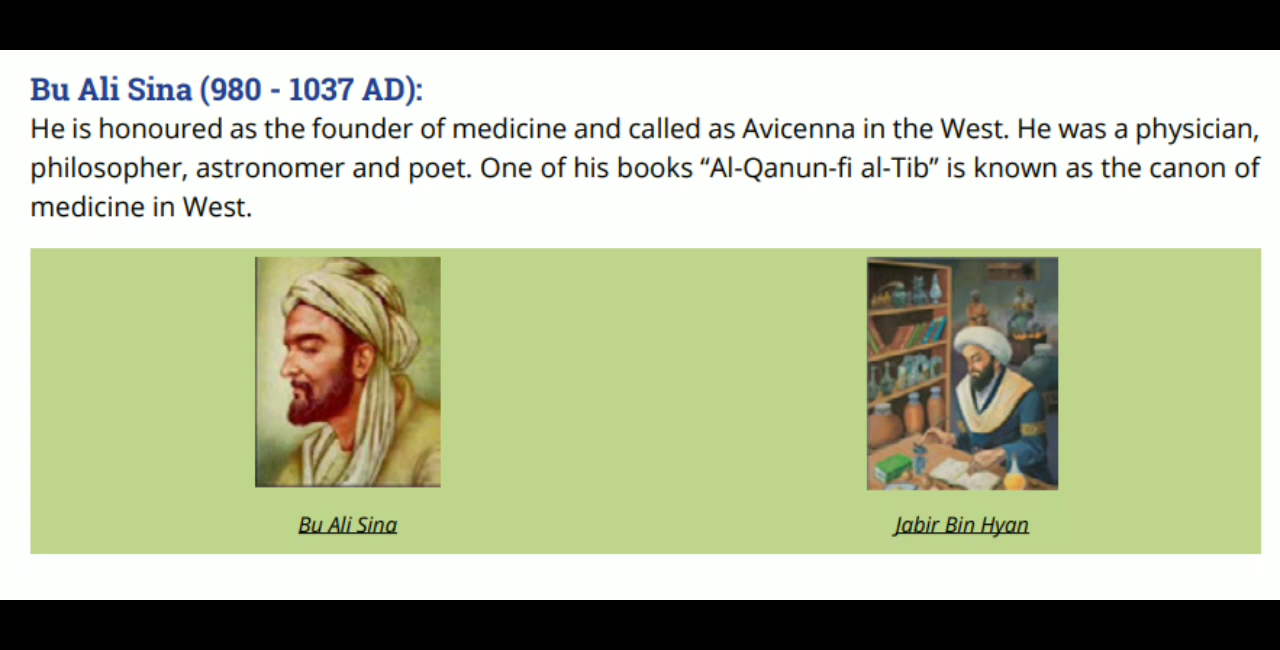 Bu Ali Sina (980 - 1037 AD):
He is honoured as the founder of medicine and called as Avicenna in the West. He was a physician,
philosopher, astronomer and poet. One of his books “Al-Qanun-fi al-Tib” is known as the canon of
medicine in West.
Bu Ali Sina
Jabir Bin Hyan